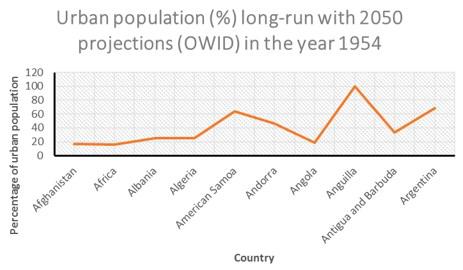 Urban population (%) long-run with 2050
projections (OWID) in the year 1954
Percentage of urban population
120
100
80
60
40
20
0
Afghanistan
Africa
Albania
Algeria
American Samoa
Andorra
Angola
Anguilla
Antigua and Barbuda
Argentina
Country